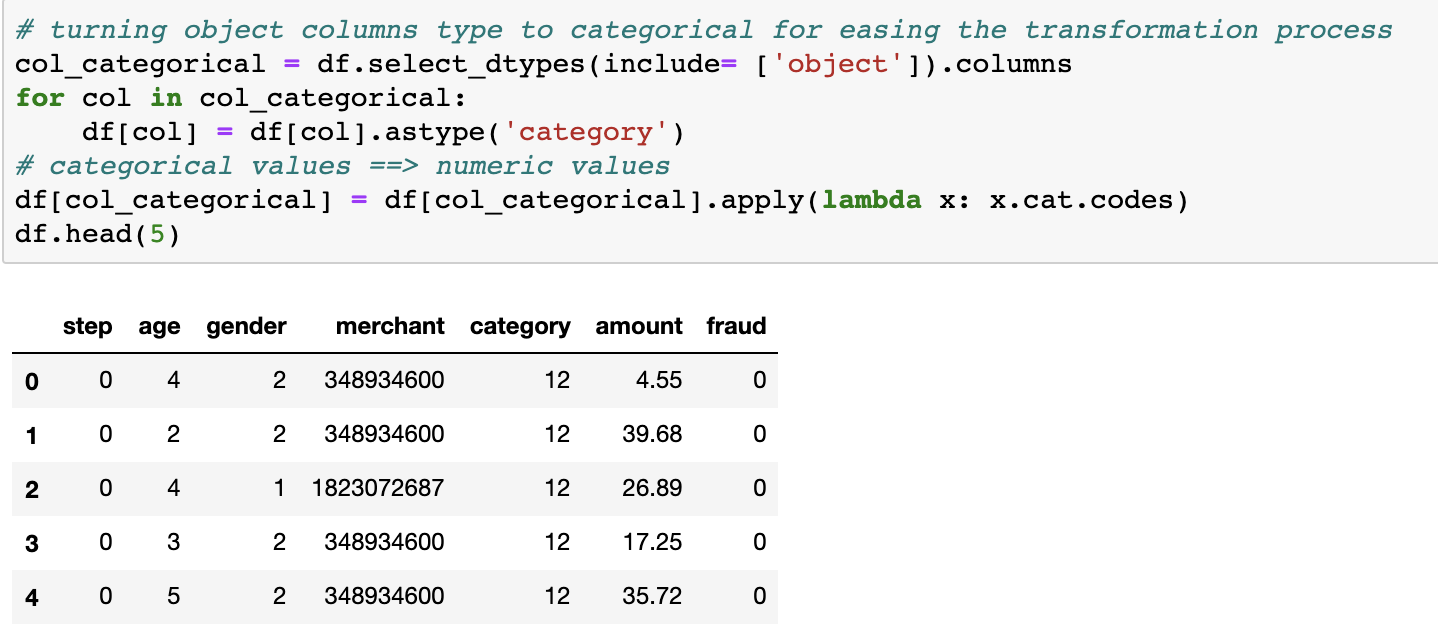 # turning object columns type to categorical for easing the transformation process
col_categorical = df.select_dtypes(include= ['object']).columns
for col in col_categorical:
    df[col] = df[col].astype('category')
# categorical values ==> numeric values
df[col_categorical] = df[col_categorical].apply(lambda x: x.cat.codes)
df.head(5)
step age gender merchant category amount fraud
0 0 4 2 348934600 12 4.55 0
1 0 2 2 348934600 12 39.68 0
2 0 4 1 1823072687 12 26.89 0
3 0 3 2 348934600 12 17.25 0
4 0 5 2 348934600 12 35.72 0